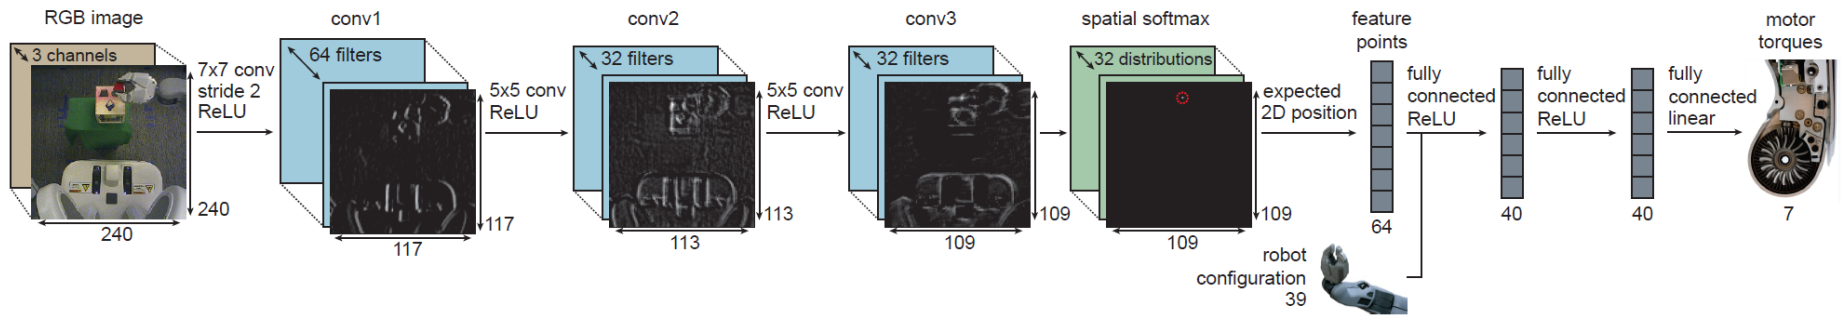 RGB image
3 channels
240
240
7x7 conv
stride 2
ReLU
conv1
64 filters
117
117
5x5 conv
ReLU
conv2
32 filters
113
113
5x5 conv
ReLU
conv3
32 filters
109
109
spatial softmax
32 distributions
109
109
expected
2D position
feature
points
64
robot
configuration
39
fully
connected
ReLU
40
fully
connected
ReLU
40
fully
connected
linear
motor
torques
7